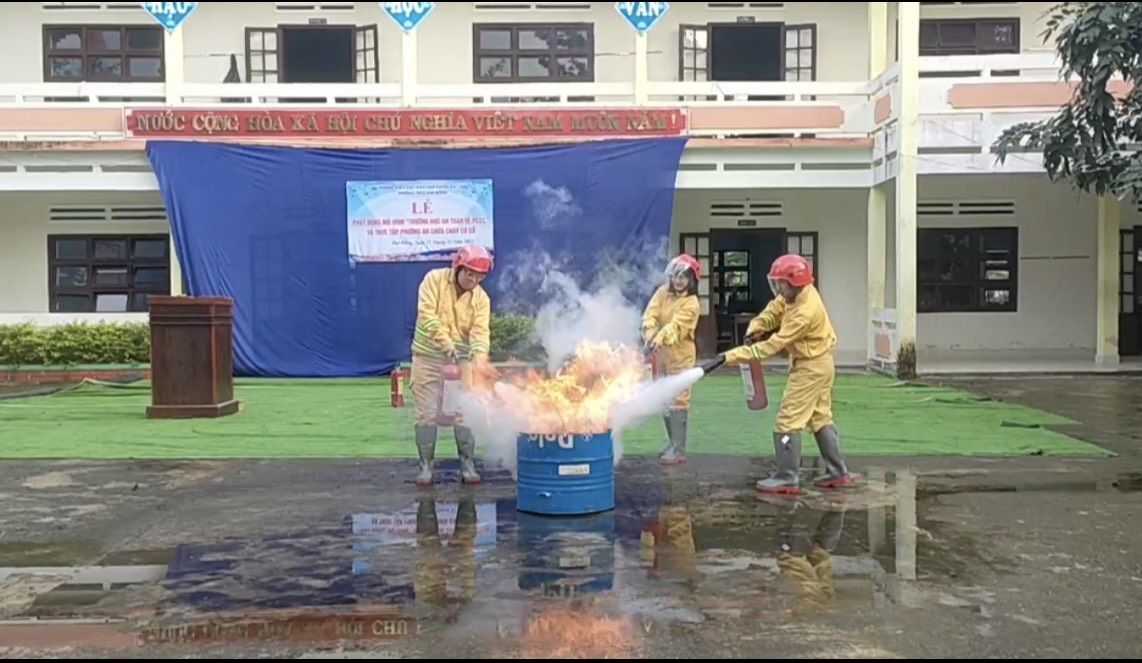 HẬU
HỌC
VĂN
NƯỚC CỘNG HÒA XÃ HỘI CHỦ NGHĨA VIỆT NAM MUÔN NĂM !
LỄ
PHÁT ĐỘNG MÔ HÌNH "TRƯỜNG HỌC AN TOÀN VỀ PCCC"
VÀ THỰC TẬP PHƯƠNG ÁN CHỮA CHÁY CƠ SỞ